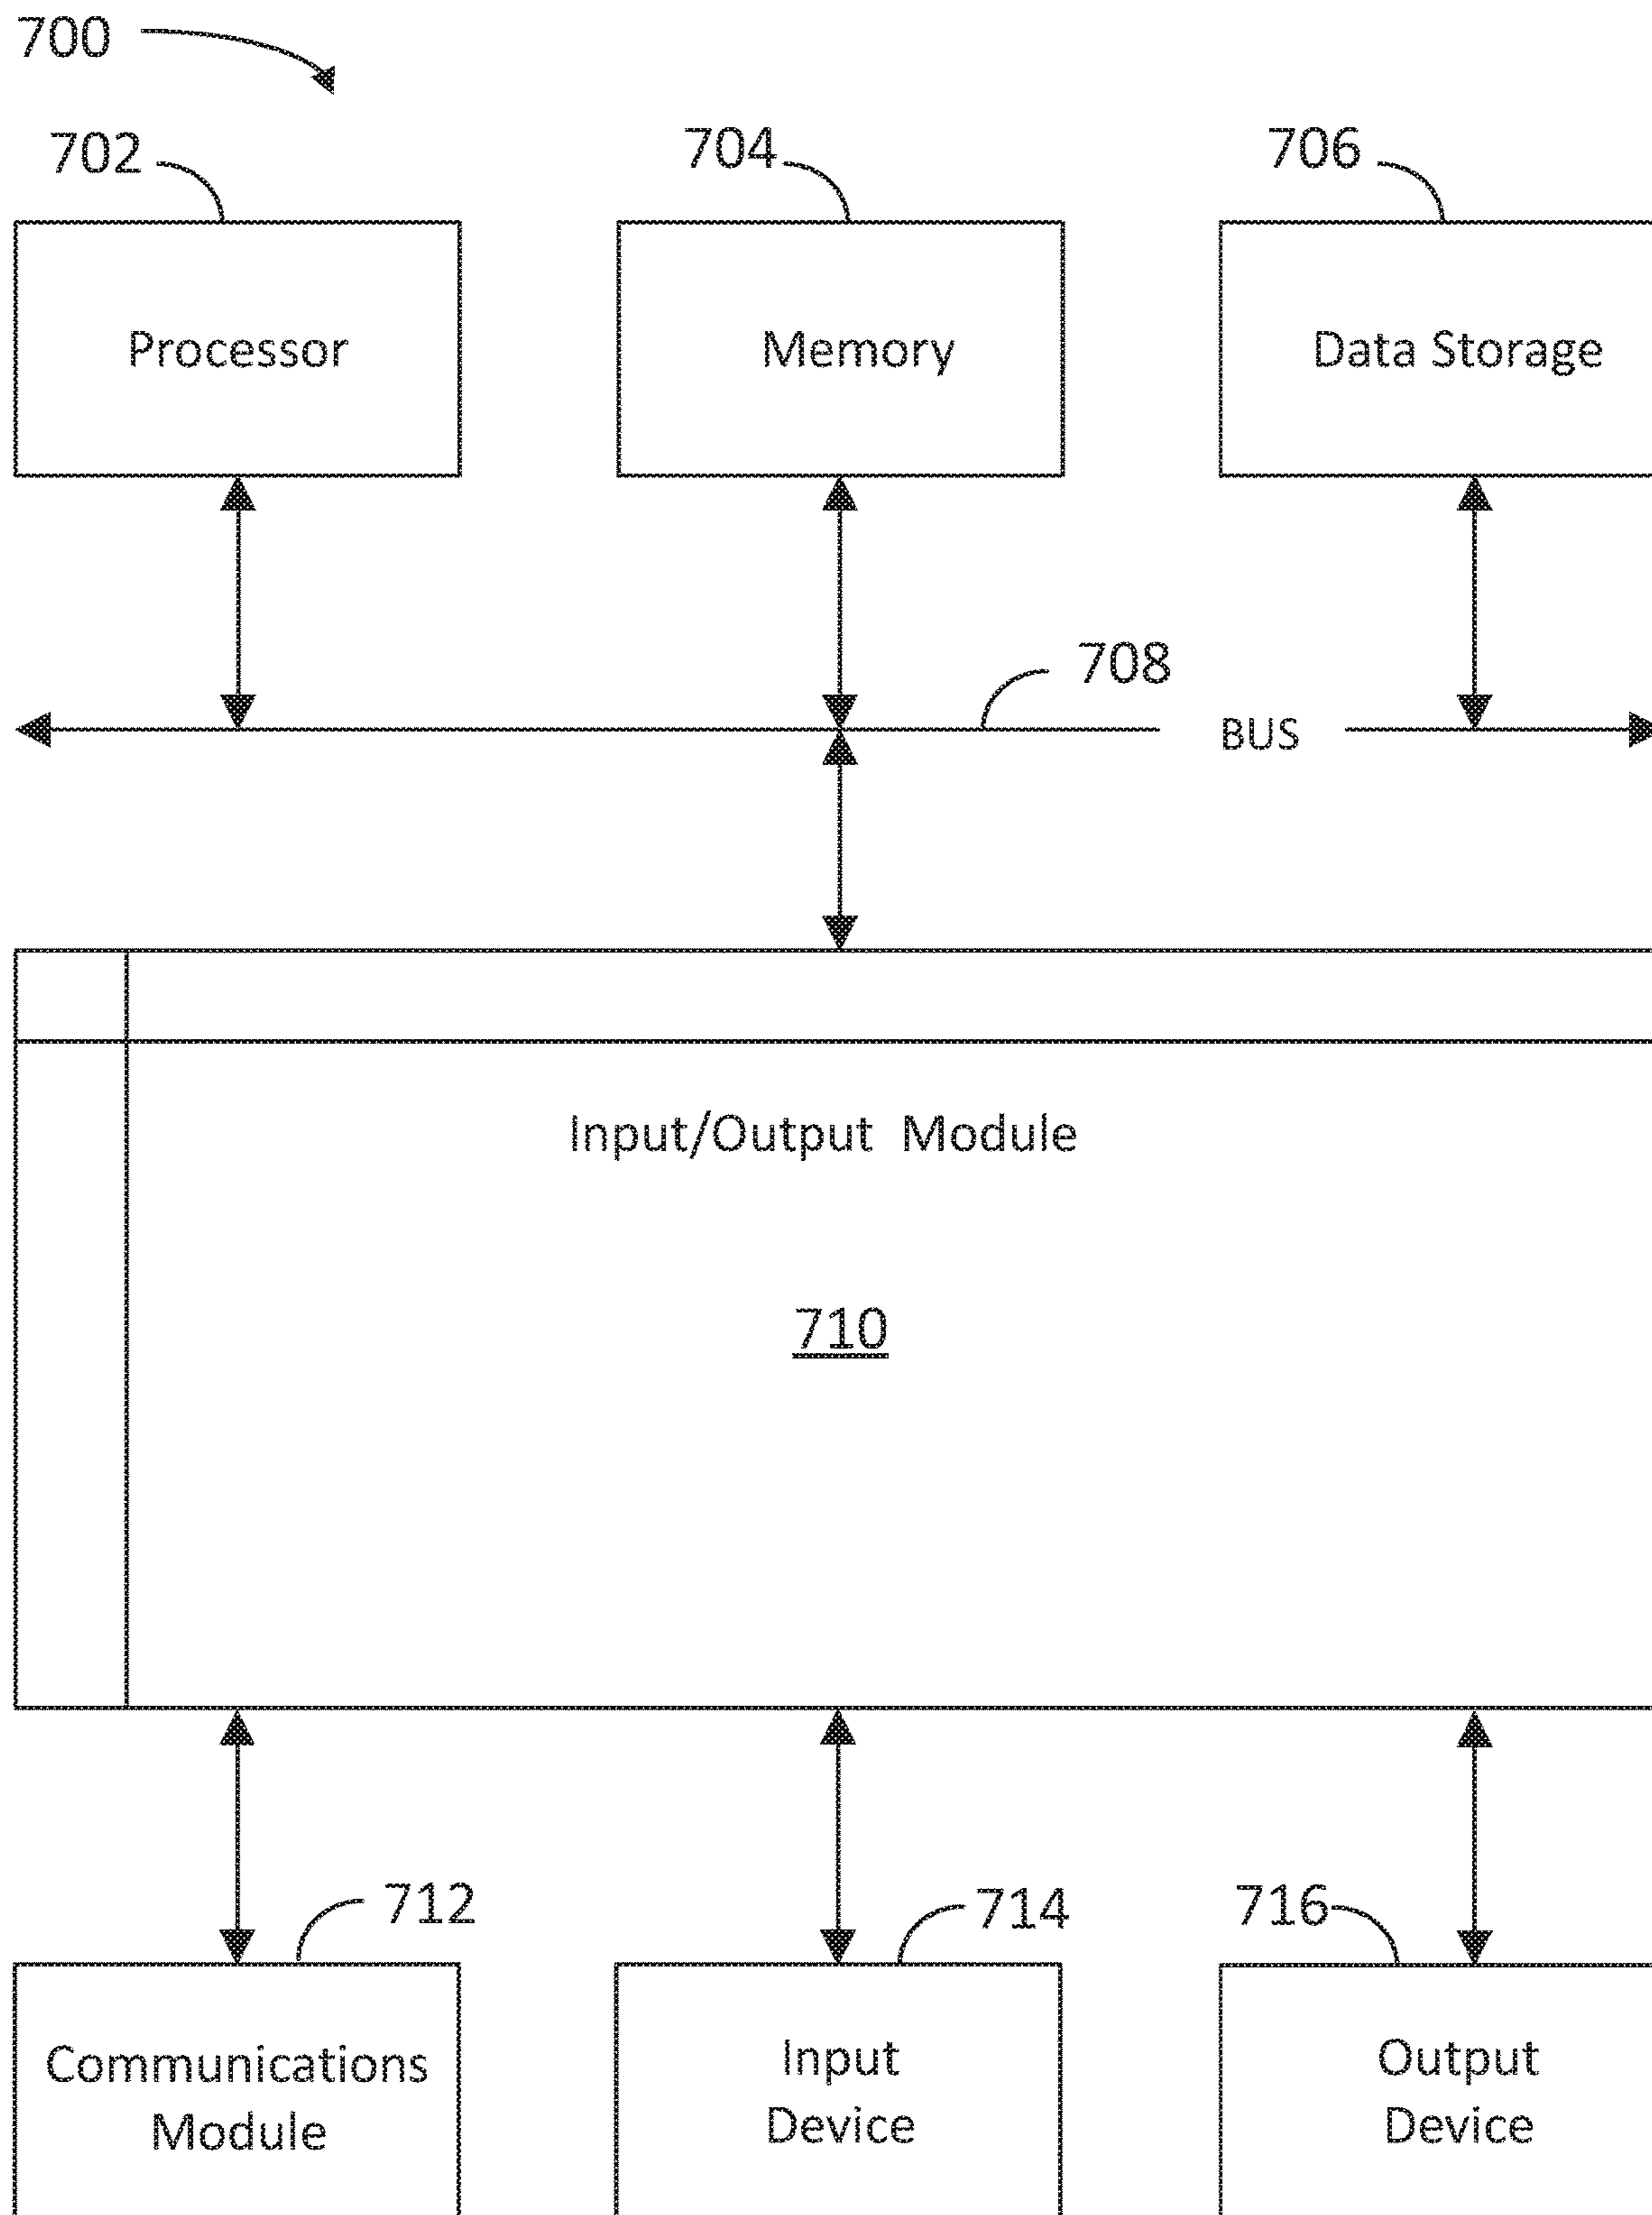 700
702
704
706
Processor
Memory
Data Storage
708
BUS
Input/Output Module
710
712
714
716
Communications
Module
Input
Device
Output
Device